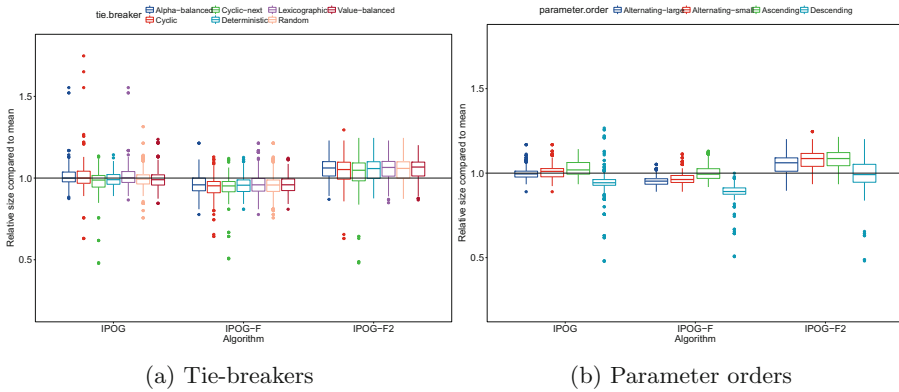 tie.breaker
Alpha-balanced
Cyclic-next
Lexicographic
Value-balanced
Cyclic
Deterministic
Random
Relative size compared to mean
1.5
1.0
0.5
IPOG
IPOG-F
IPOG-F2
Algorithm
(a) Tie-breakers
parameter.order
Alternating-large
Alternating-small
Ascending
Descending
Relative size compared to mean
1.5
1.0
0.5
IPOG
IPOG-F
IPOG-F2
Algorithm
(b) Parameter orders